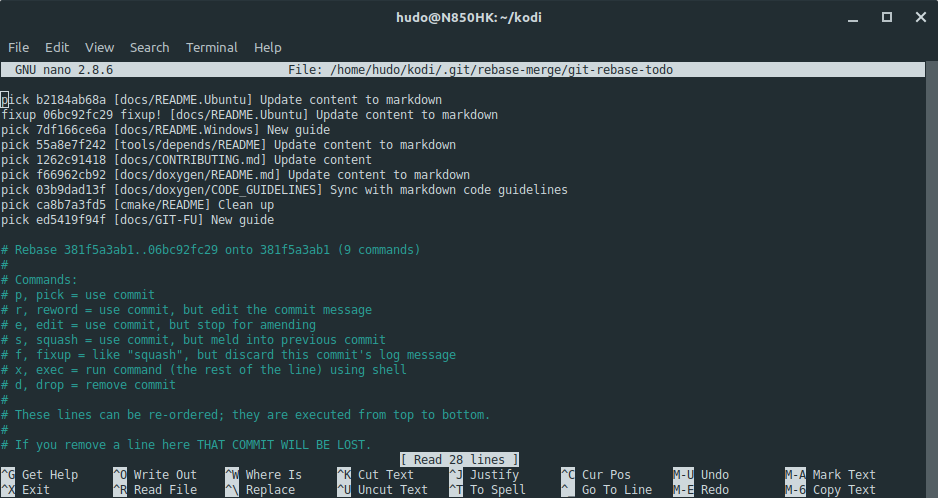 hudo@N850HK:~/kodi
File Edit View Search Terminal Help
GNU nano 2.8.6 File: /home/hudo/kodi/.git/rebase-merge/git-rebase-todo
pick b2184ab68a [docs/README.Ubuntu] Update content to markdown
fixup 06bc92fc29 fixup! [docs/README.Ubuntu] Update content to markdown
pick 7df166ce6a [docs/README.Windows] New guide
pick 55a8e7f242 [tools/depends/README] Update content to markdown
pick 1262c91418 [docs/CONTRIBUTING.md] Update content
pick f66962cb92 [docs/doxygen/README.md] Update content to markdown
pick 03b9dad13f [docs/doxygen/CODE_GUIDELINES] Sync with markdown code guidelines
pick ca8b7a3fd5 [cmake/README] Clean up
pick ed5419f94f [docs/GIT-FU] New guide
# Rebase 381f5a3ab1..06bc92fc29 onto 381f5a3ab1 (9 commands)
#
# Commands:
# p, pick = use commit
# r, reword = use commit, but edit the commit message
# e, edit = use commit, but stop for amending
# s, squash = use commit, but meld into previous commit
# f, fixup = like "squash", but discard this commit's log message
# x, exec = run command (the rest of the line) using shell
# d, drop = remove commit
#
# These lines can be re-ordered; they are executed from top to bottom.
#
# If you remove a line here THAT COMMIT WILL BE LOST.
[ Read 28 lines ]
^G Get Help ^O Write Out ^W Where Is ^K Cut Text ^J Justify ^C Cur Pos M-U Undo M-A Mark Text
^X Exit ^R Read File ^\ Replace ^U Uncut Text ^T To Spell ^_ Go To Line M-E Redo M-6 Copy Text